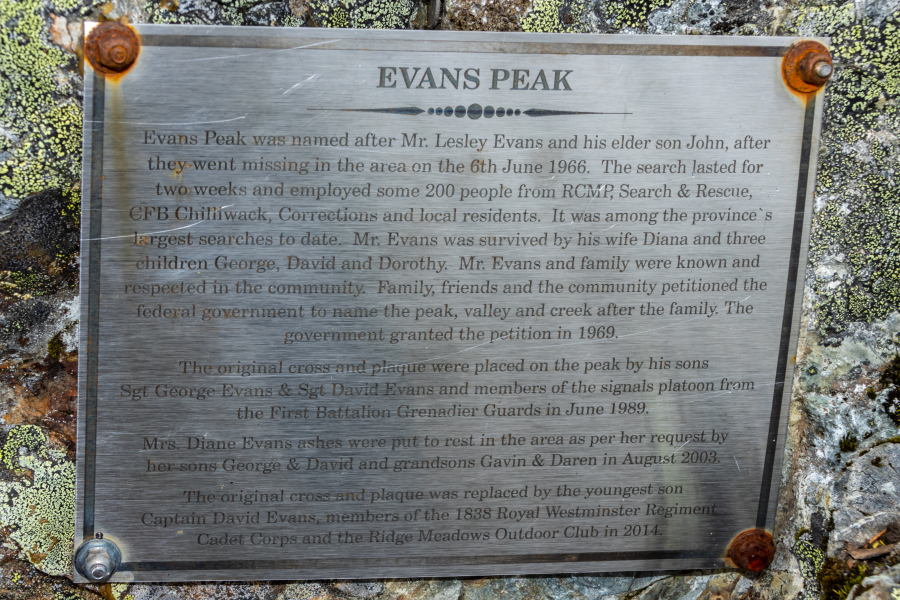 EVANS PEAK
Evans Peak was named after Mr. Lesley Evans and his elder son John, after
they went missing in the area on the 6th June 1966. The search lasted for
two weeks and employed some 200 people from RCMP, Search & Rescue,
CFB Chilliwack, Corrections and local residents. It was among the province`s
largest searches to date. Mr. Evans was survived by his wife Diana and three
children George, David and Dorothy. Mr. Evans and family were known and
respected in the community. Family, friends and the community petitioned the
federal government to name the peak, valley and creek after the family. The
government granted the petition in 1969.
The original cross and plaque were placed on the peak by his sons
Sgt George Evans & Sgt David Evans and members of the signals platoon from
the First Battalion Grenadier Guards in June 1989.
Mrs. Diane Evans ashes were put to rest in the area as per her request by
her sons George & David and grandsons Gavin & Daren in August 2003.
The original cross and plaque was replaced by the youngest son
Captain David Evans, members of the 1838 Royal Westminster Regiment
Cadet Corps and the Ridge Meadows Outdoor Club in 2014.